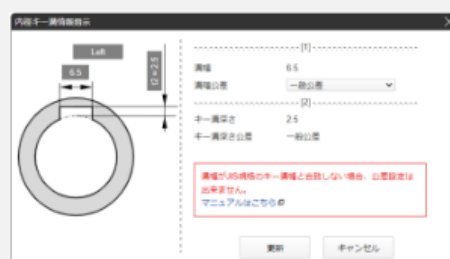 内径キー溝情報指示
Left
6.5
t2 = 2.5
[1]
溝幅 6.5
溝幅公差 一般公差
[2]
キー溝深さ 2.5
キー溝深さ公差 一般公差
溝幅がJIS規格のキー溝幅と合致しない場合、公差設定は
出来ません。
マニュアルはこちら
更新 キャンセル